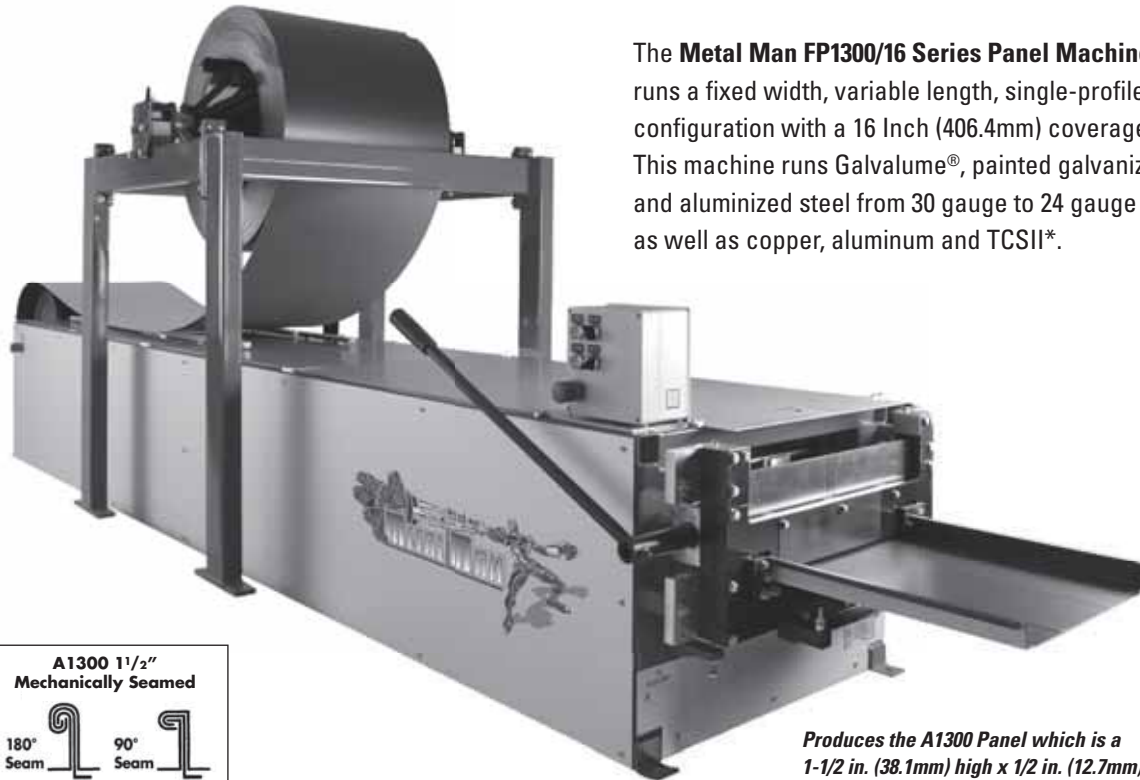 The Metal Man FP1300/16 Series Panel Machine
runs a fixed width, variable length, single-profile
configuration with a 16 Inch (406.4mm) coverage
This machine runs Galvalume®, painted galvaniz
and aluminized steel from 30 gauge to 24 gauge
as well as copper, aluminum and TCSII*.
A1300 1 1/2"
Mechanically Seamed
180°
Seam
90°
Seam
Produces the A1300 Panel which is a
1-1/2 in. (38.1mm) high x 1/2 in. (12.7mm)